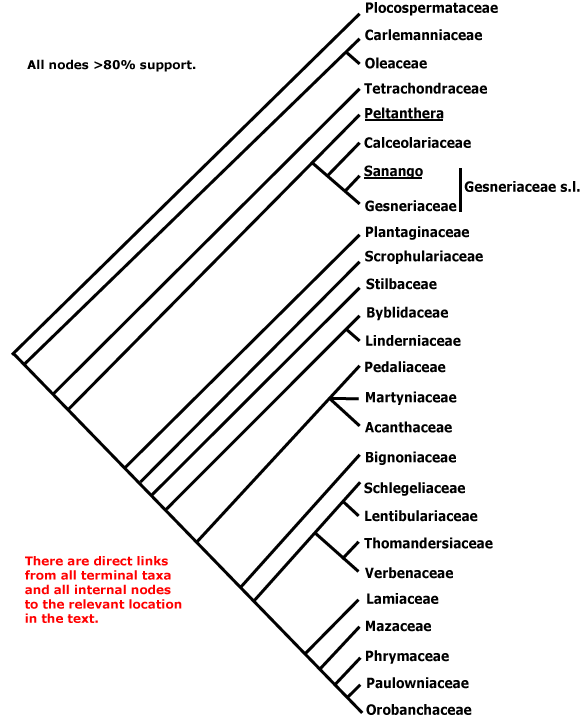 Plocospermataceae
Carlemanniaceae
All nodes >80% support.
Oleaceae
Tetrachondraceae
Peltanthera
Calceolariaceae
Sanango
Gesneriaceae s.l.
Gesneriaceae
Plantaginaceae
Scrophulariaceae
Stilbaceae
Byblidaceae
Linderniaceae
Pedaliaceae
Martyniaceae
Acanthaceae
Bignoniaceae
Schlegeliaceae
Lentibulariaceae
Thomandersiaceae
Verbenaceae
There are direct links
from all terminal taxa
and all internal nodes
to the relevant location
in the text.
Lamiaceae
Mazaceae
Phrymaceae
Paulowniaceae
Orobanchaceae